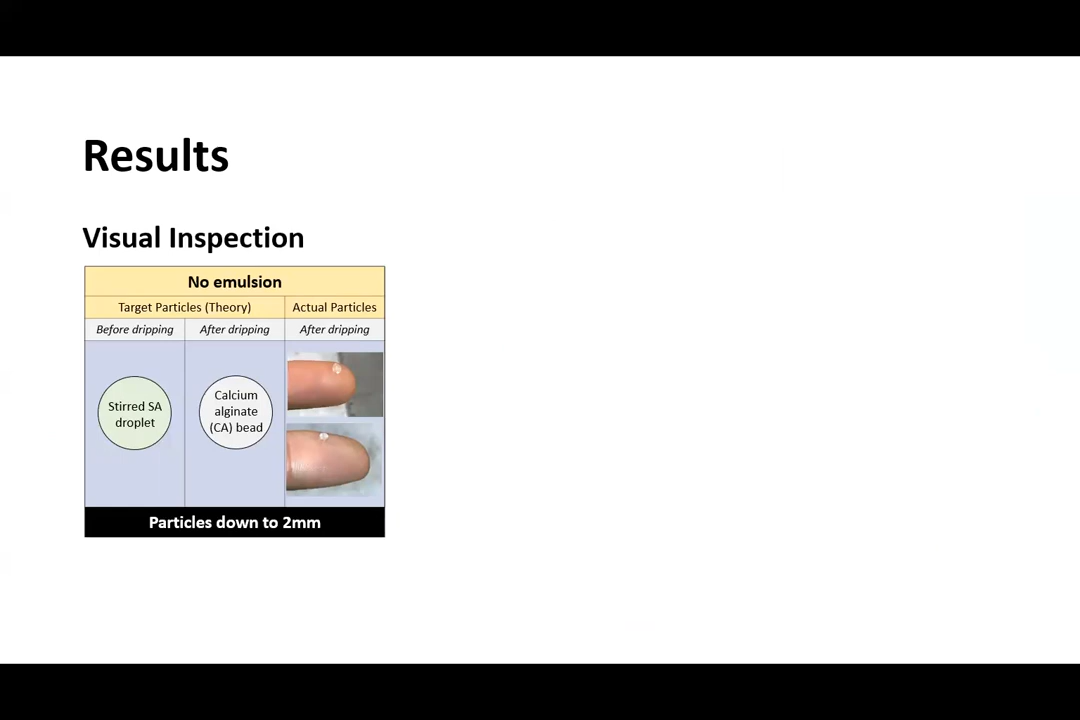 Results
Visual Inspection
No emulsion
Target Particles (Theory)
Actual Particles
Before dripping
After dripping
After dripping
Stirred SA
droplet
Calcium
alginate
(CA) bead
Particles down to 2mm